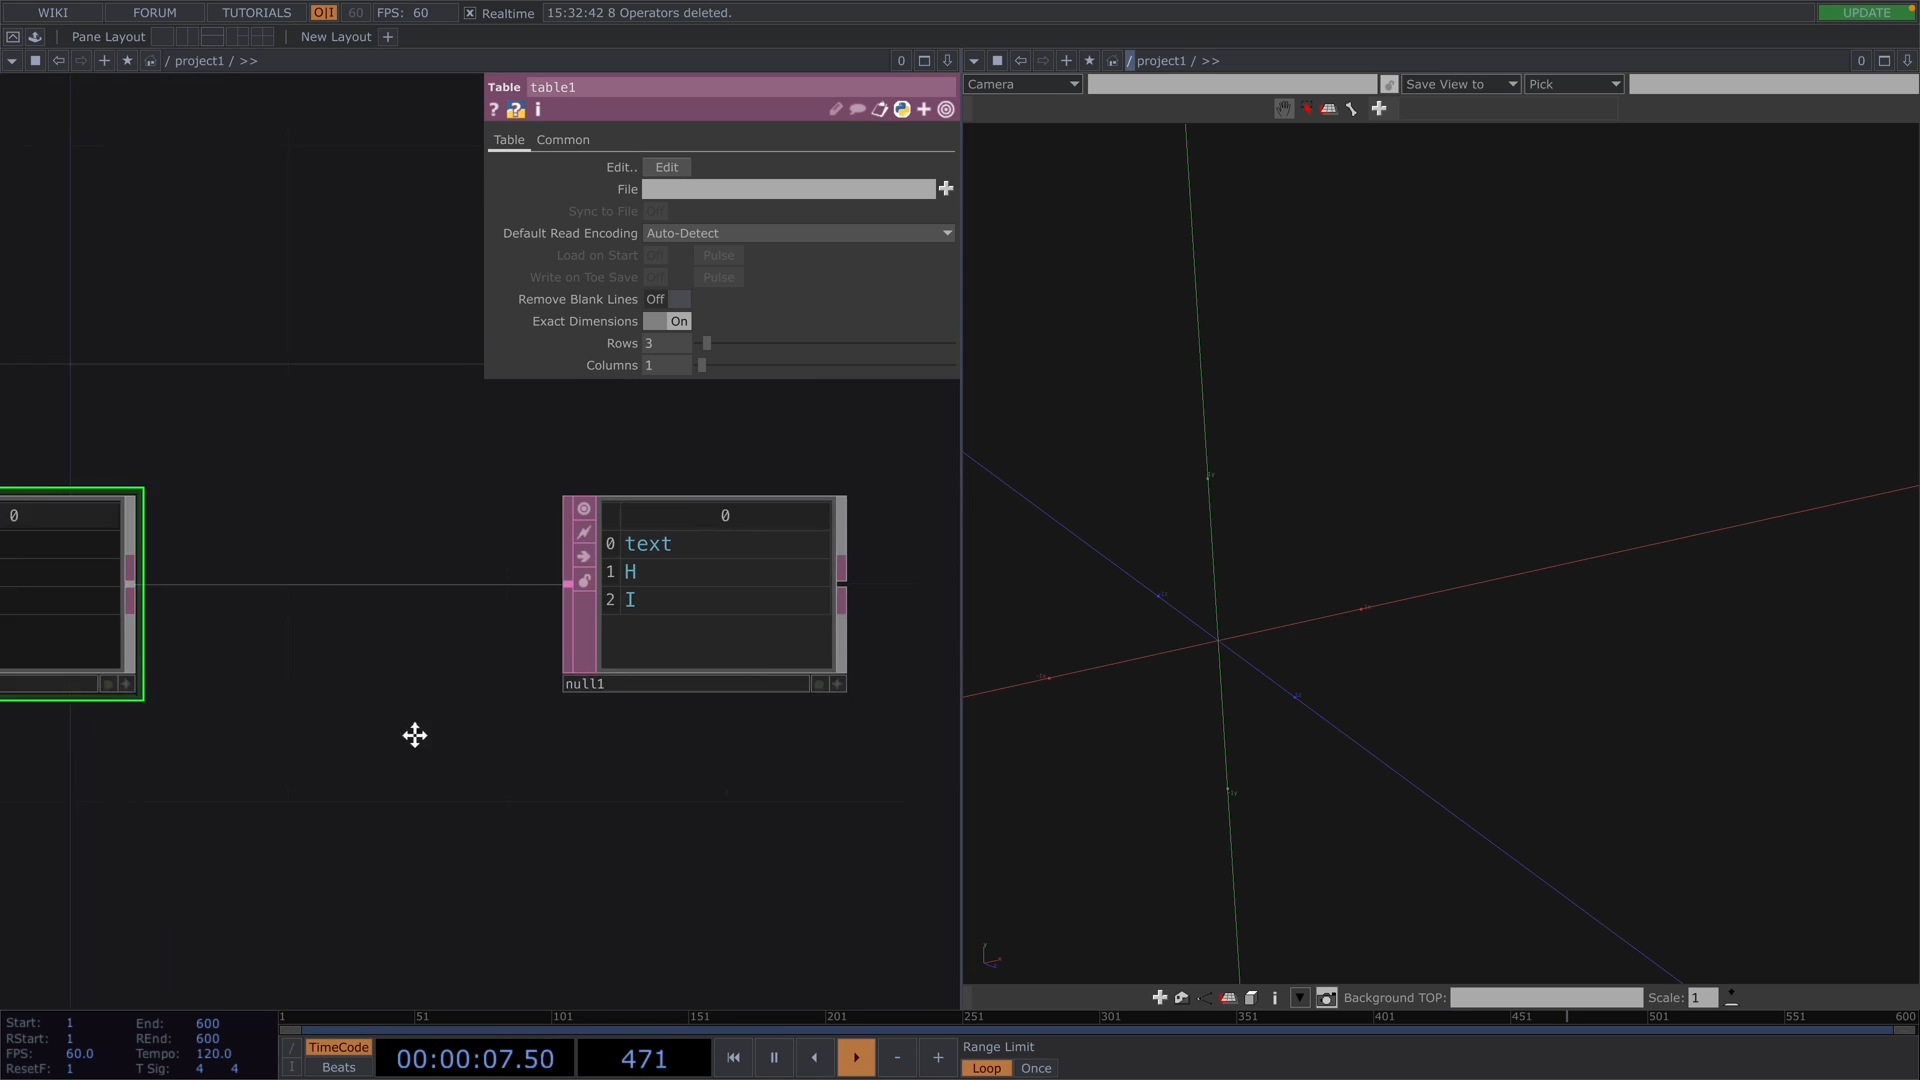 WIKI FORUM TUTORIALS O|I 60 FPS: 60 Realtime 15:32:42 8 Operators deleted. UPDATE
Pane Layout New Layout
/ project1 / >> 0
/ project1 / >> 0
Table table1
Camera Save View to Pick
? ? i
Table Common
Edit.. Edit
File
Sync to File Off
Default Read Encoding Auto-Detect
Load on Start Off Pulse
Write on Toe Save Off Pulse
Remove Blank Lines Off
Exact Dimensions On
Rows 3
Columns 1
0
0
0 text
1 H
2 I
null1
i Background TOP: Scale: 1
1 51 101 151 201 251 301 351 401 451 501 551 600
Start: 1 End: 600
RStart: 1 REnd: 600
FPS: 60.0 Tempo: 120.0
ResetF: 1 T Sig: 4 4
TimeCode
Beats
00:00:07.50 471
Range Limit
Loop Once